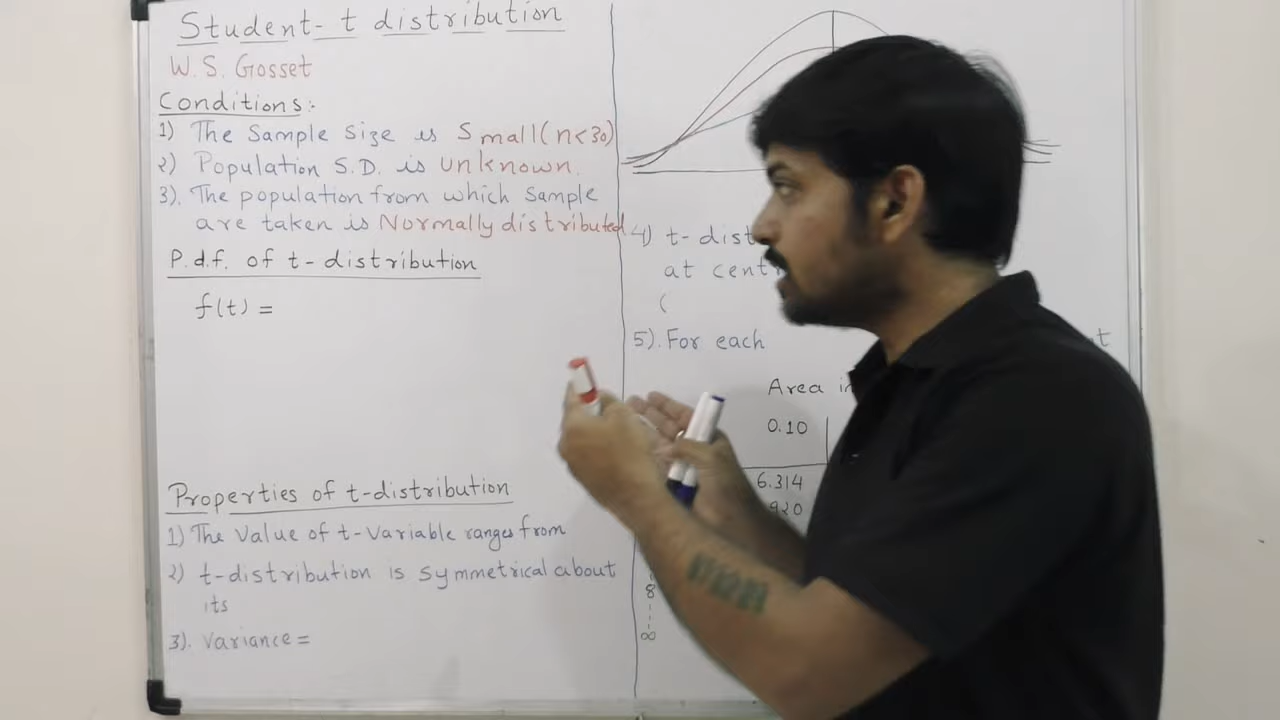 Student- t distribution
W. S. Gosset
Conditions:-
1) The Sample Size is Small (n<30)
2) Population S.D. is unknown.
3). The population from which Sample
are taken is Normally distributed
P.d.f. of t-distribution
f(t) =
Properties of t-distribution
1) The Value of t-Variable ranges from
2) t-distribution is symmetrical about
its
3). Variance =
4) t-dist
at cent
(
5). For each t
Area in
0.10
6.314
920
8
∞